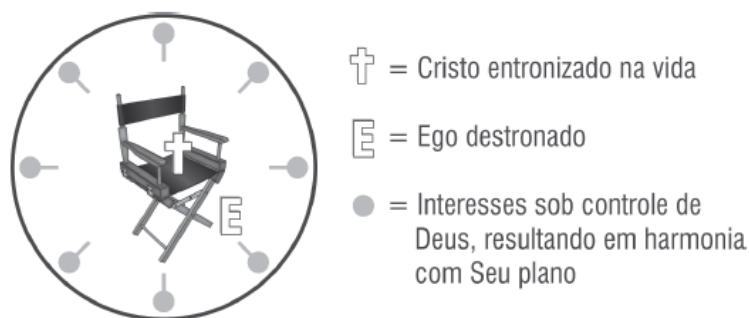 E
= Cristo entronizado na vida
E = Ego destronado
= Interesses sob controle de
Deus, resultando em harmonia
com Seu plano